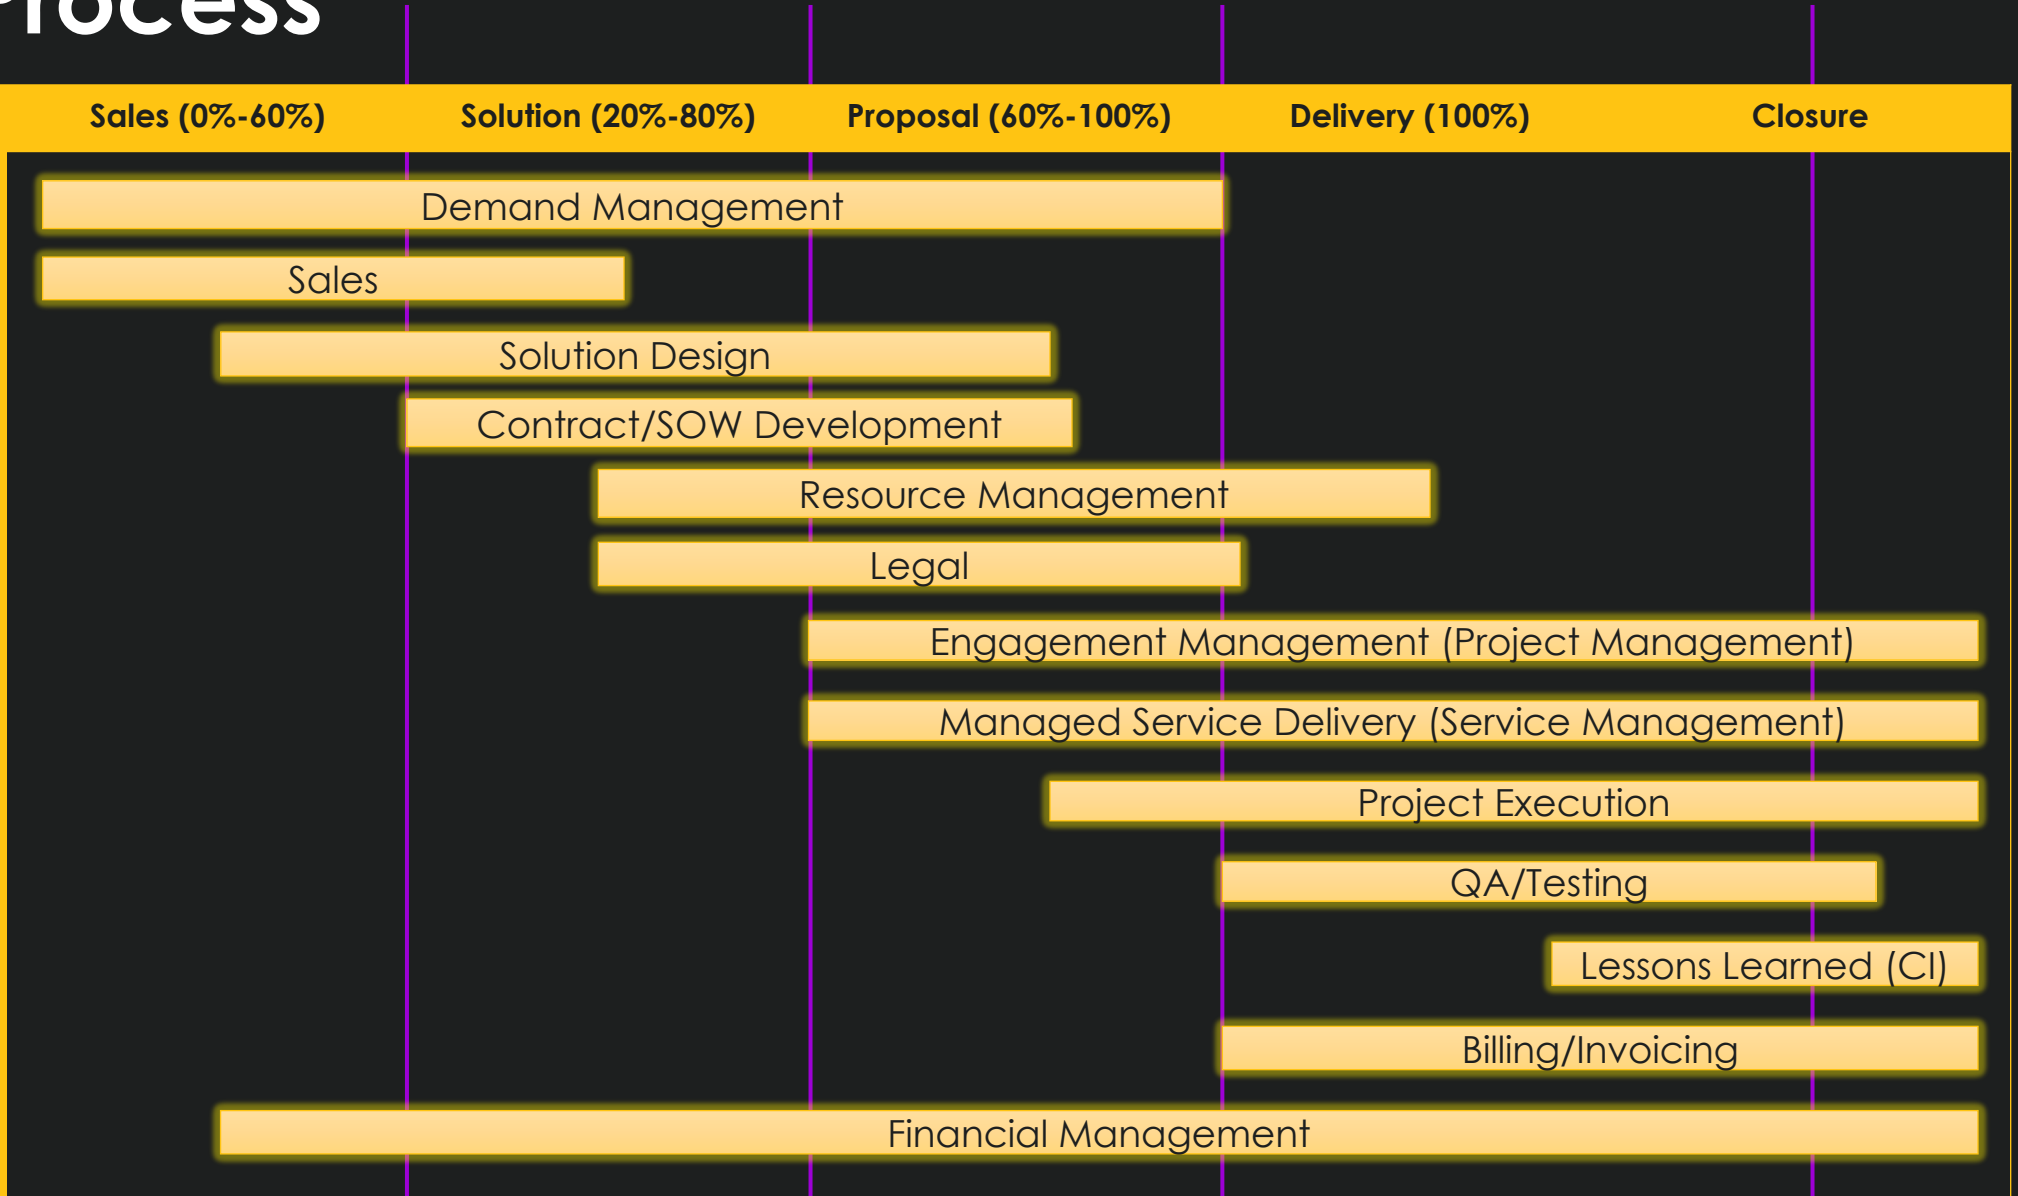 Process
Sales (0%-60%)
Solution (20%-80%)
Proposal (60%-100%)
Delivery (100%)
Closure
Demand Management
Sales
Solution Design
Contract/SOW Development
Resource Management
Legal
Engagement Management (Project Management)
Managed Service Delivery (Service Management)
Project Execution
QA/Testing
Lessons Learned (CI)
Billing/Invoicing
Financial Management